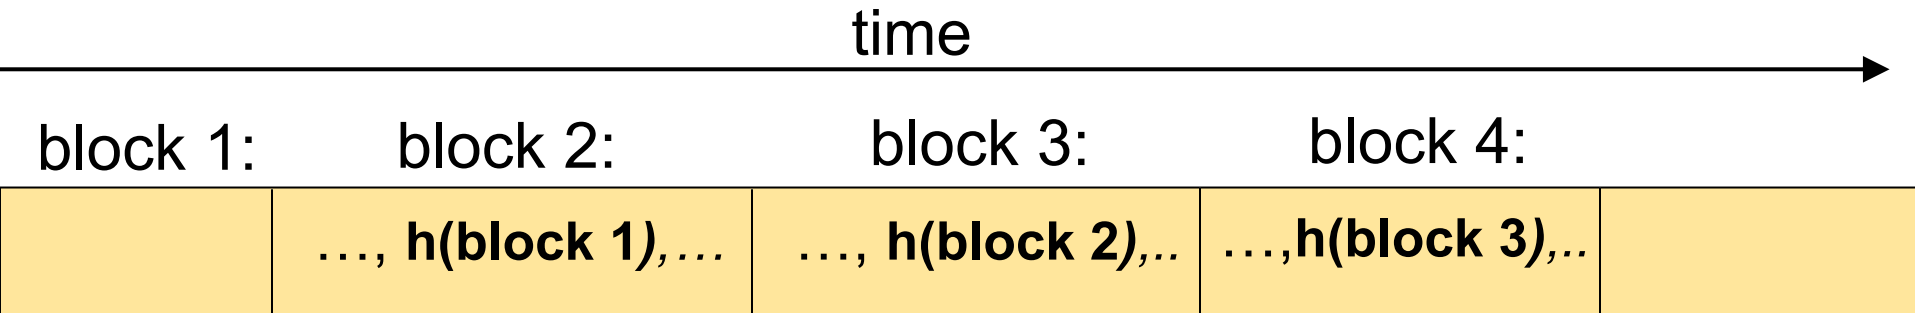 time
block 1: block 2: block 3: block 4:
…, h(block 1),… …, h(block 2),.. …,h(block 3),..